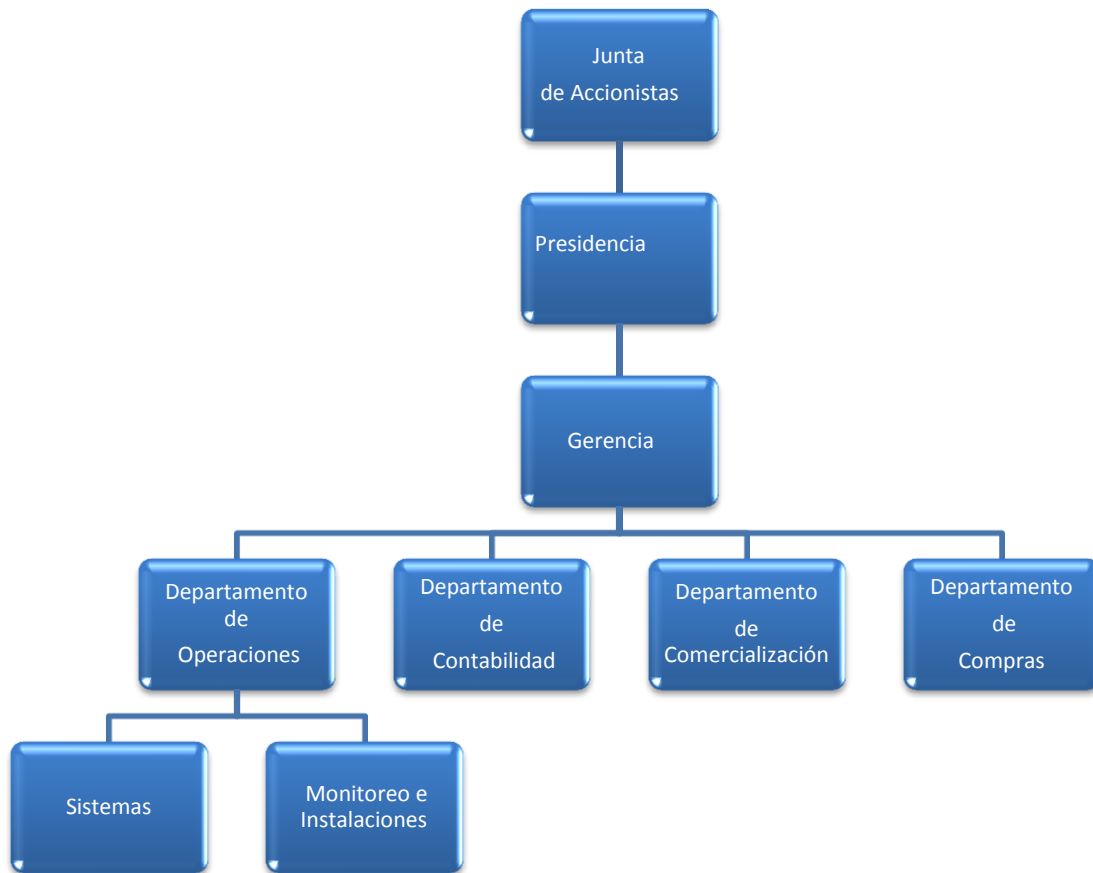 Junta
de Accionistas
Presidencia
Gerencia
Departamento
de
Operaciones
Departamento
de
Contabilidad
Departamento
de
Comercialización
Departamento
de
Compras
Sistemas
Monitoreo e
Instalaciones